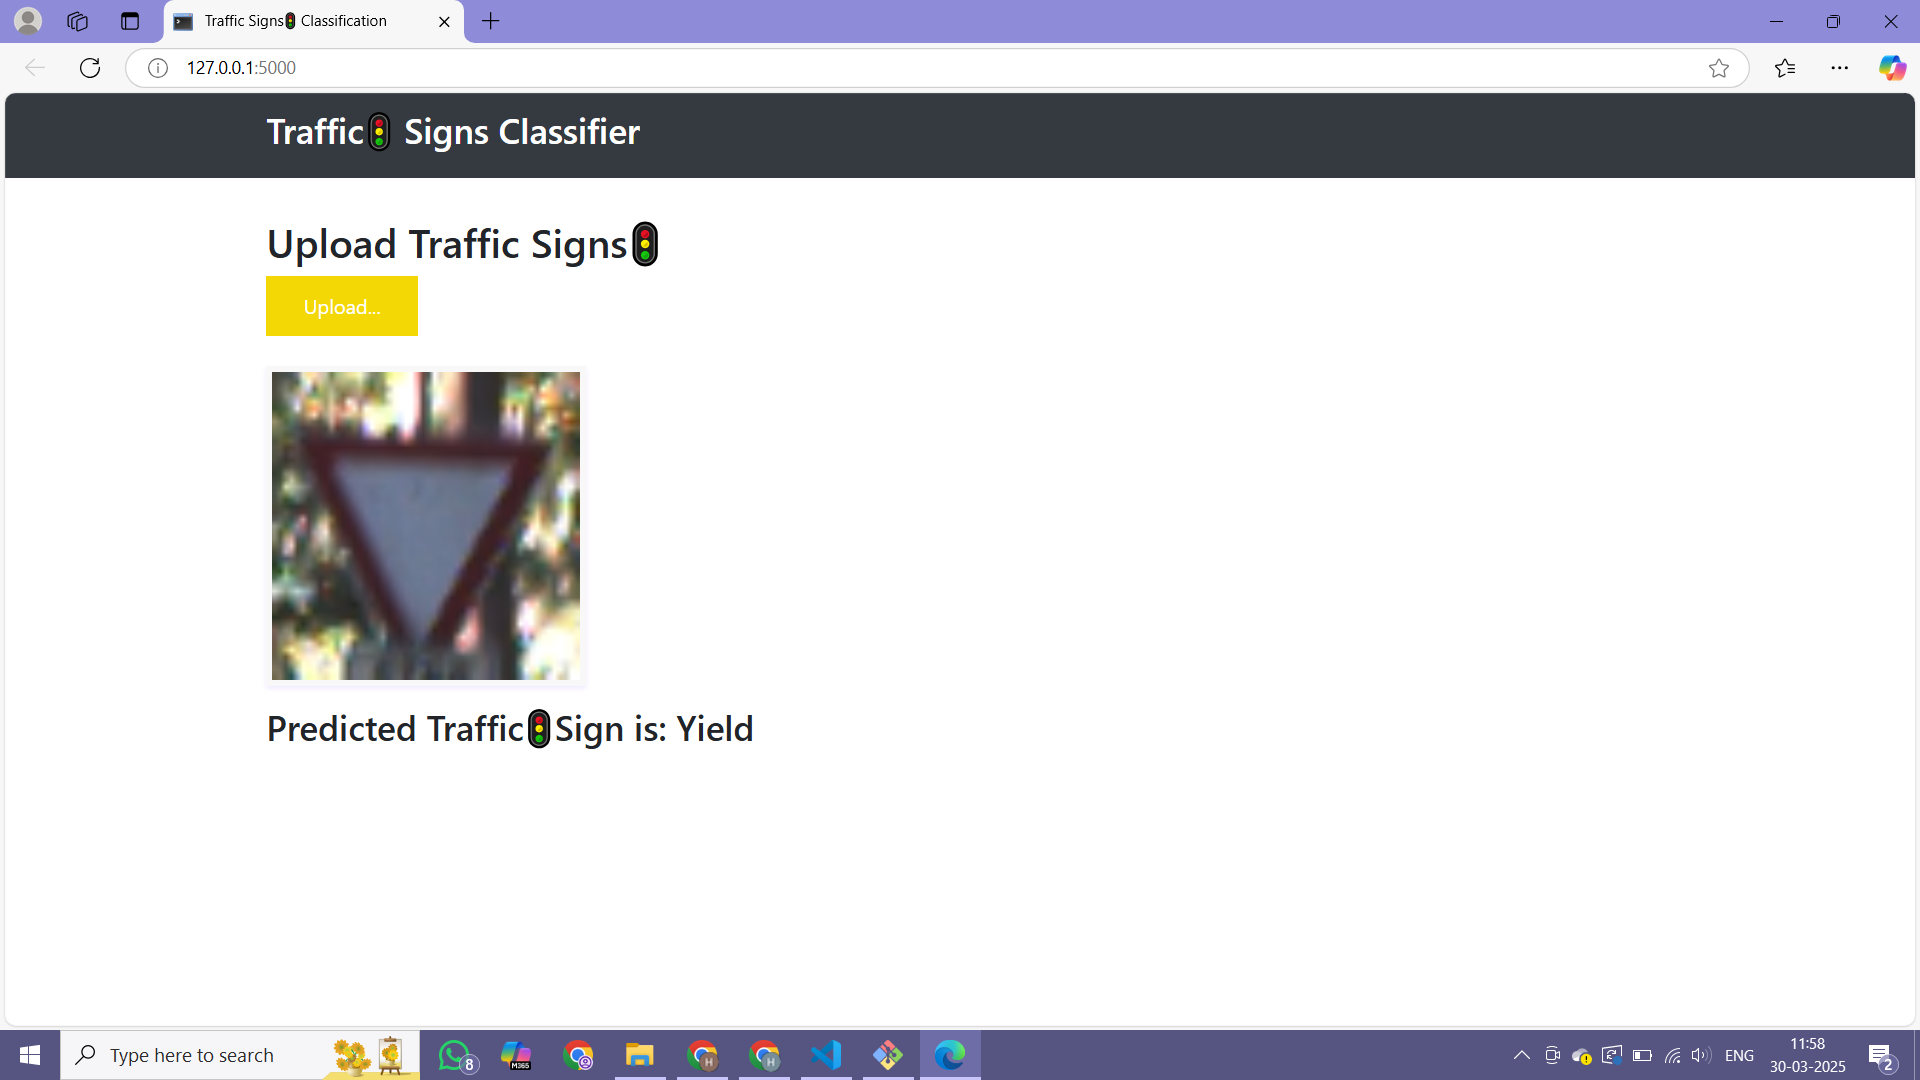 Traffic Signs🚦 Classification
127.0.0.1:5000
Traffic🚦 Signs Classifier
Upload Traffic Signs🚦
Upload...
Predicted Traffic🚦Sign is: Yield
Type here to search
8
M365
H
H
ENG
11:58
30-03-2025
2